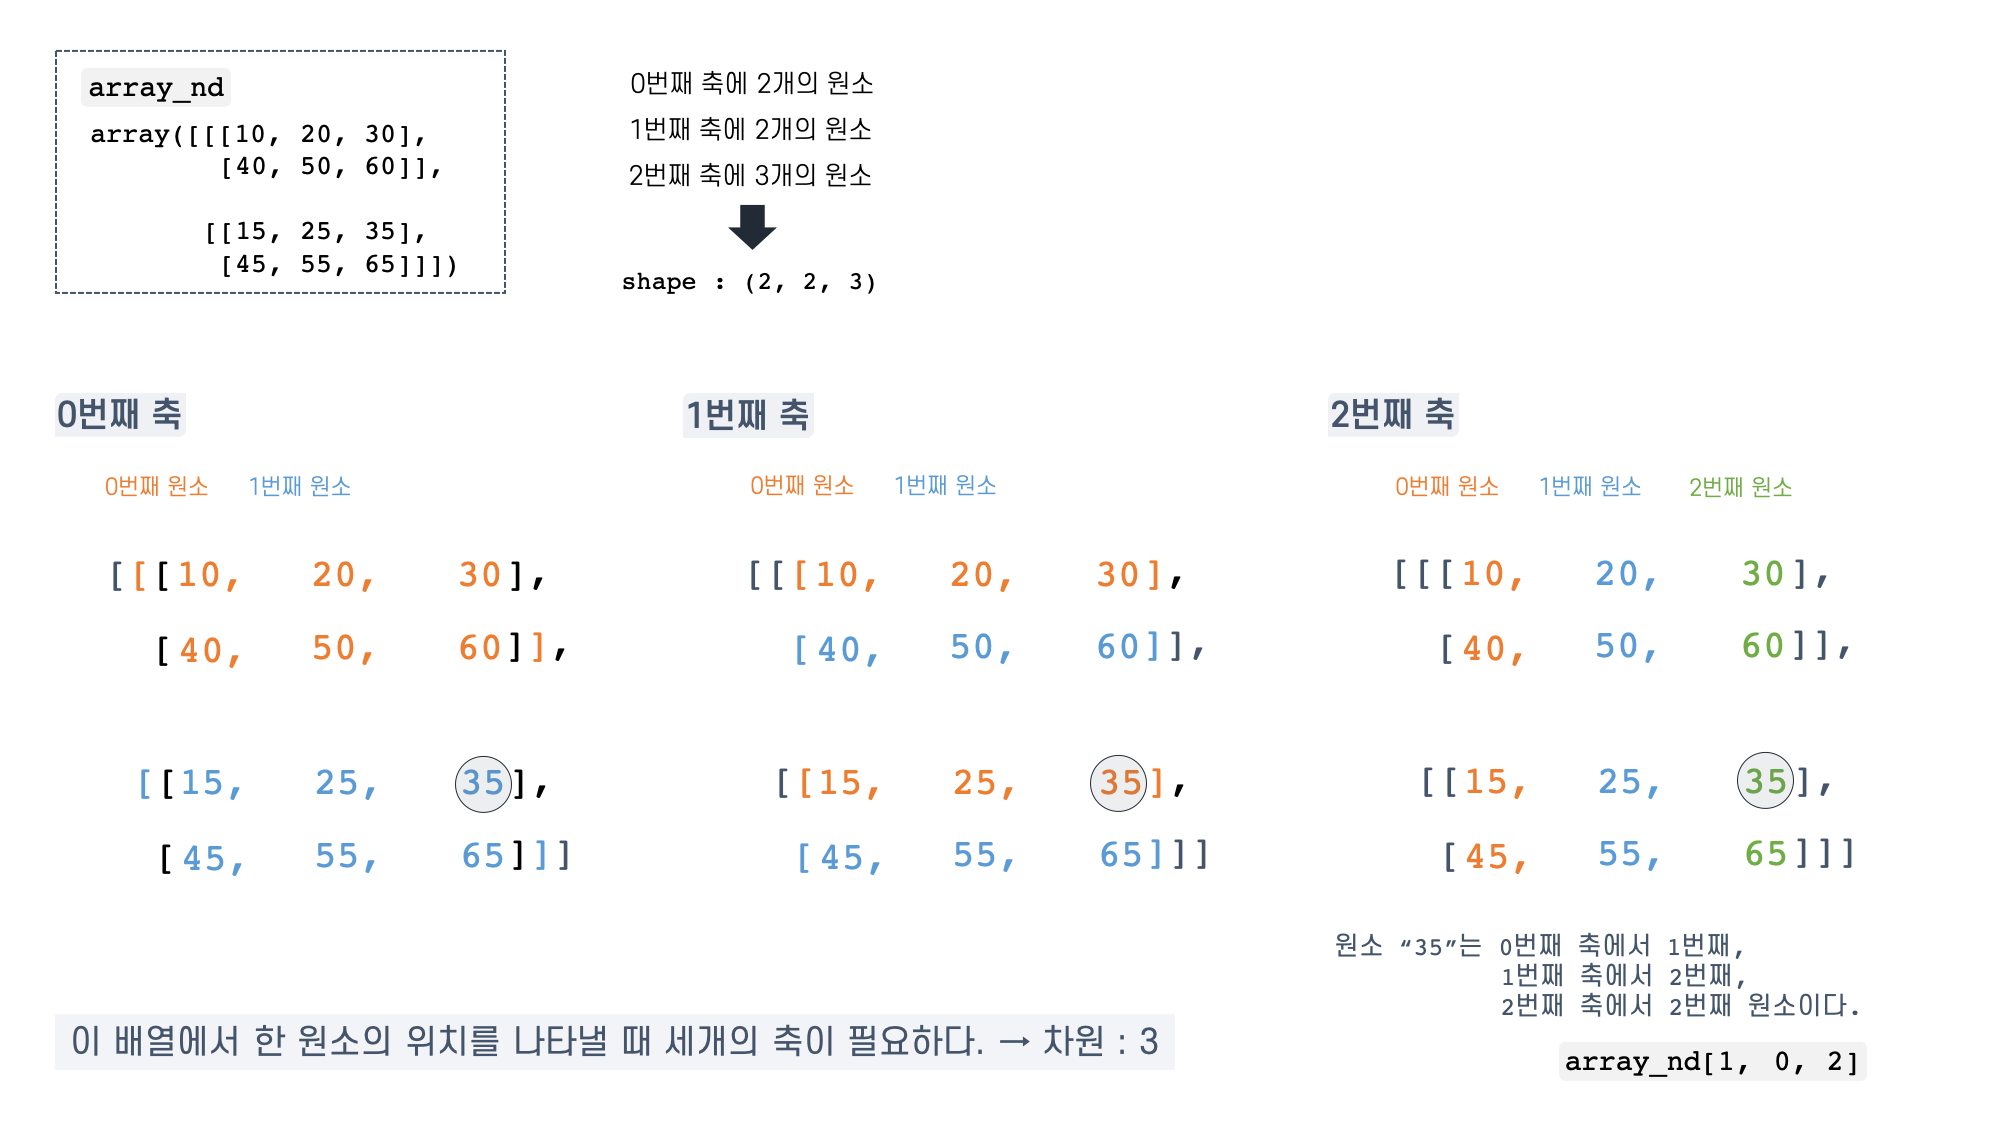 array_nd
array([[[10, 20, 30],
[40, 50, 60]],
[[15, 25, 35],
[45, 55, 65]]])
0번째 축에 2개의 원소
1번째 축에 2개의 원소
2번째 축에 3개의 원소
shape : (2, 2, 3)
0번째 축
0번째 원소 1번째 원소
[[[10, 20, 30],
[40, 50, 60]],
[[15, 25, 35],
[45, 55, 65]]]
1번째 축
0번째 원소 1번째 원소
[[[10, 20, 30],
[40, 50, 60]],
[[15, 25, 35],
[45, 55, 65]]]
2번째 축
0번째 원소 1번째 원소 2번째 원소
[[[10, 20, 30],
[40, 50, 60]],
[[15, 25, 35],
[45, 55, 65]]]
원소 “35”는 0번째 축에서 1번째,
1번째 축에서 2번째,
2번째 축에서 2번째 원소이다.
array_nd[1, 0, 2]
이 배열에서 한 원소의 위치를 나타낼 때 세개의 축이 필요하다. → 차원 : 3